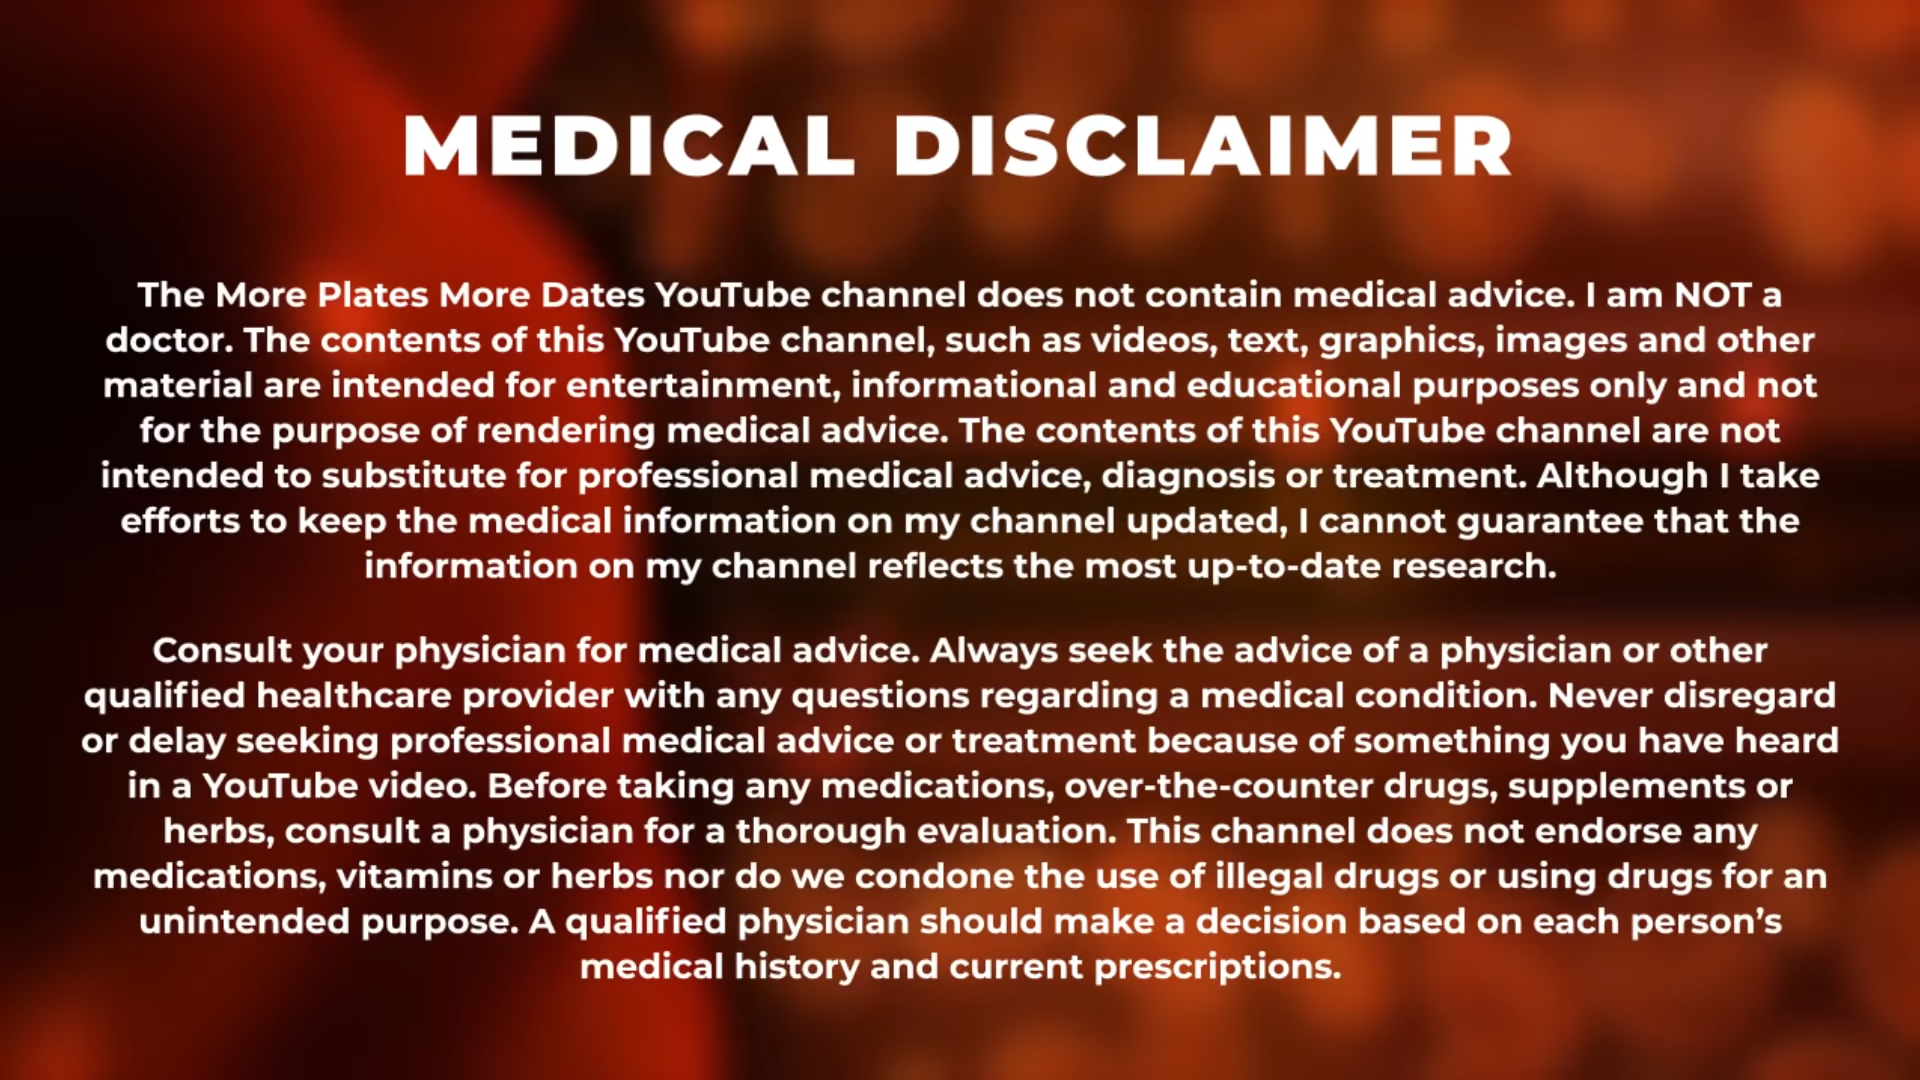 MEDICAL DISCLAIMER
The More Plates More Dates YouTube channel does not contain medical advice. I am NOT a
doctor. The contents of this YouTube channel, such as videos, text, graphics, images and other
material are intended for entertainment, informational and educational purposes only and not
for the purpose of rendering medical advice. The contents of this YouTube channel are not
intended to substitute for professional medical advice, diagnosis or treatment. Although I take
efforts to keep the medical information on my channel updated, I cannot guarantee that the
information on my channel reflects the most up-to-date research.
Consult your physician for medical advice. Always seek the advice of a physician or other
qualified healthcare provider with any questions regarding a medical condition. Never disregard
or delay seeking professional medical advice or treatment because of something you have heard
in a YouTube video. Before taking any medications, over-the-counter drugs, supplements or
herbs, consult a physician for a thorough evaluation. This channel does not endorse any
medications, vitamins or herbs nor do we condone the use of illegal drugs or using drugs for an
unintended purpose. A qualified physician should make a decision based on each person’s
medical history and current prescriptions.